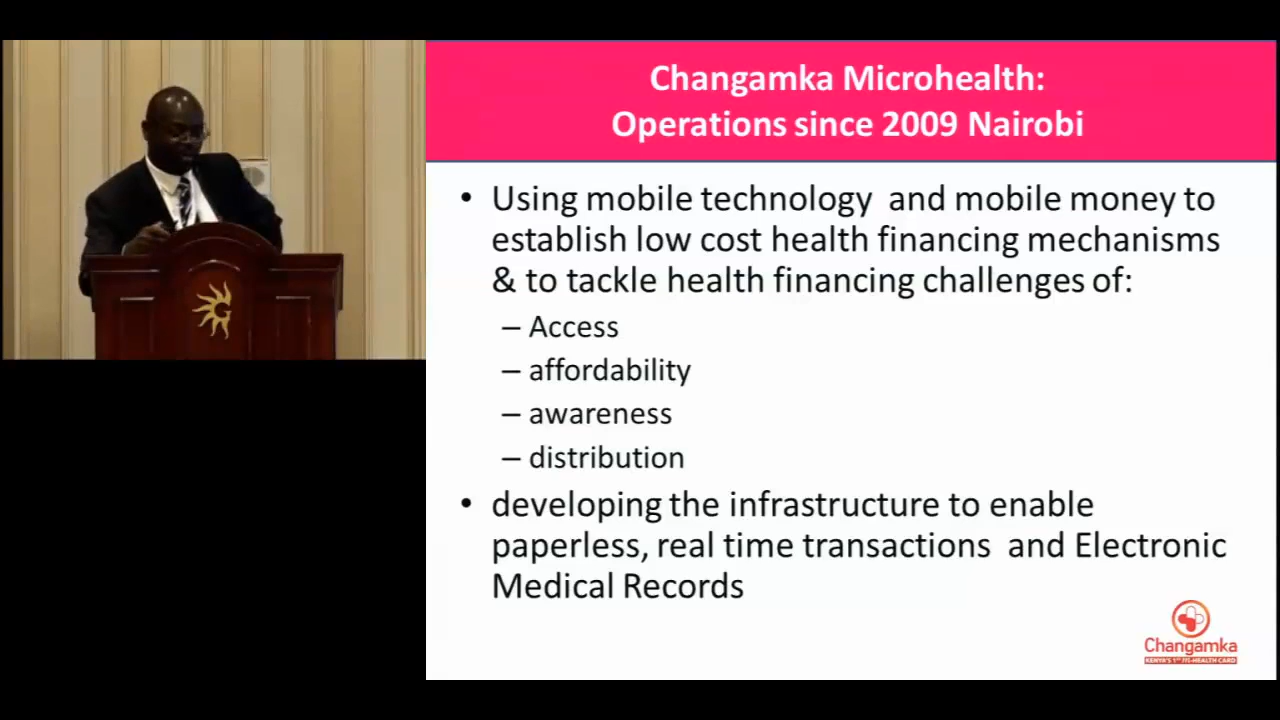 Changamka Microhealth:
Operations since 2009 Nairobi
• Using mobile technology and mobile money to
establish low cost health financing mechanisms
& to tackle health financing challenges of:
– Access
– affordability
– awareness
– distribution
• developing the infrastructure to enable
paperless, real time transactions and Electronic
Medical Records
Changamka